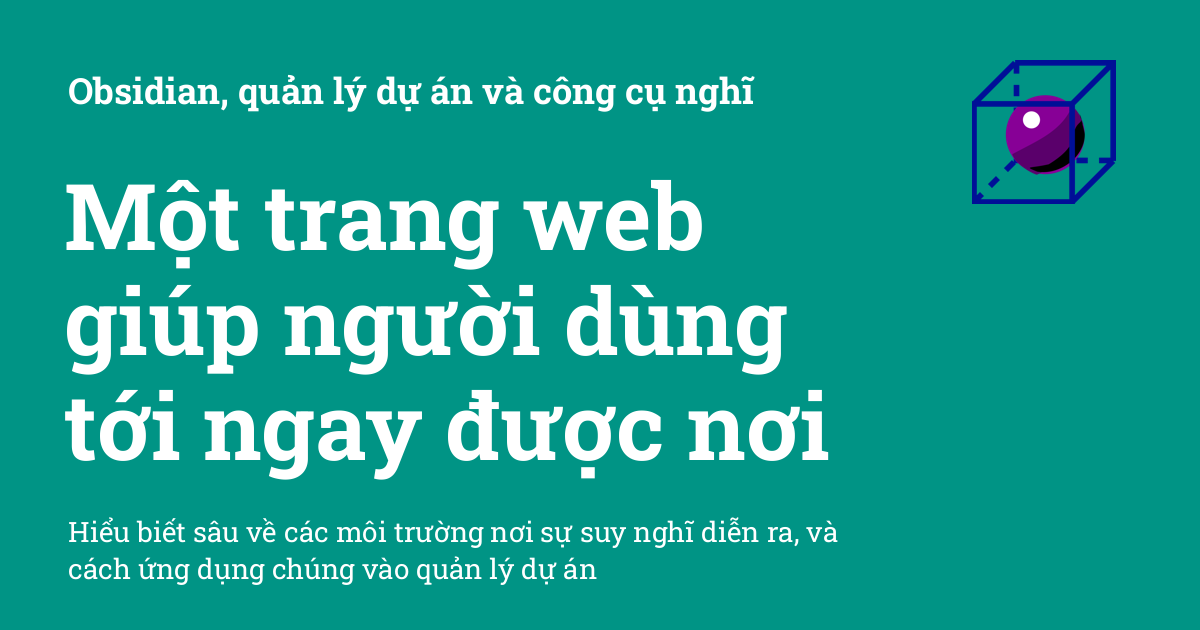 Obsidian, quản lý dự án và công cụ nghĩ
Một trang web
giúp người dùng
tới ngay được nơi
Hiểu biết sâu về các môi trường nơi sự suy nghĩ diễn ra, và
cách ứng dụng chúng vào quản lý dự án